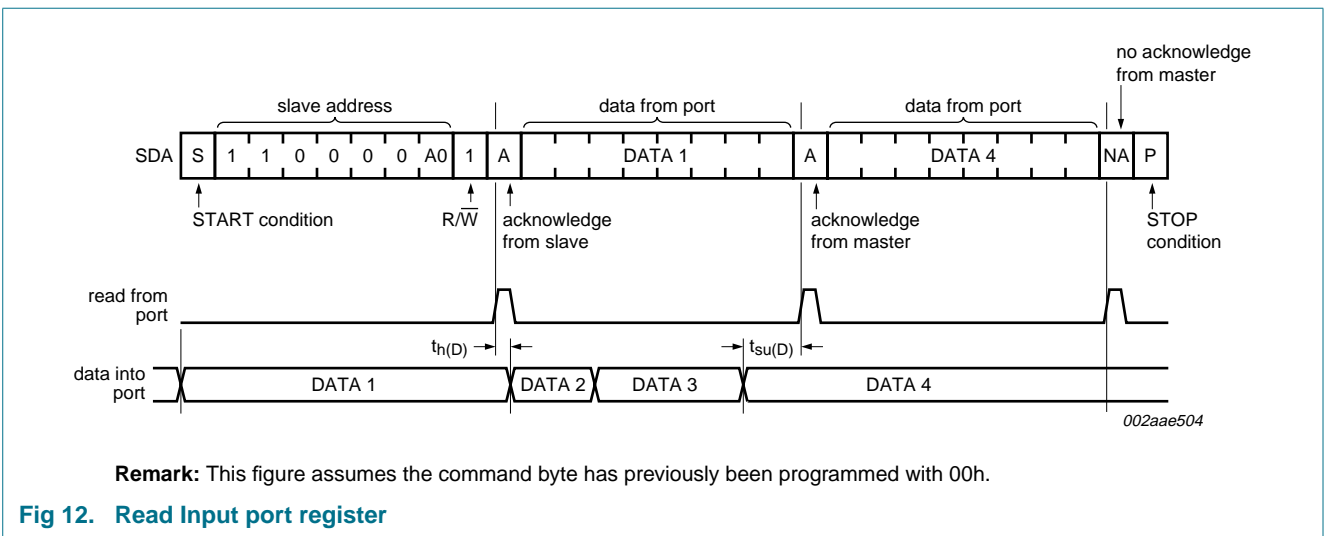 no acknowledge
from master
slave address
data from port
data from port
SDA S 1 1 0 0 0 0 A0 1 A DATA 1 A DATA 4 NA P
START condition
R/W̅
acknowledge
from slave
acknowledge
from master
STOP
condition
read from
port
th(D)
tsu(D)
data into
port
DATA 1
DATA 2
DATA 3
DATA 4
002aae504
Remark: This figure assumes the command byte has previously been programmed with 00h.
Fig 12. Read Input port register